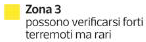 Zona 3
possono verificarsi forti
terremoti ma rari